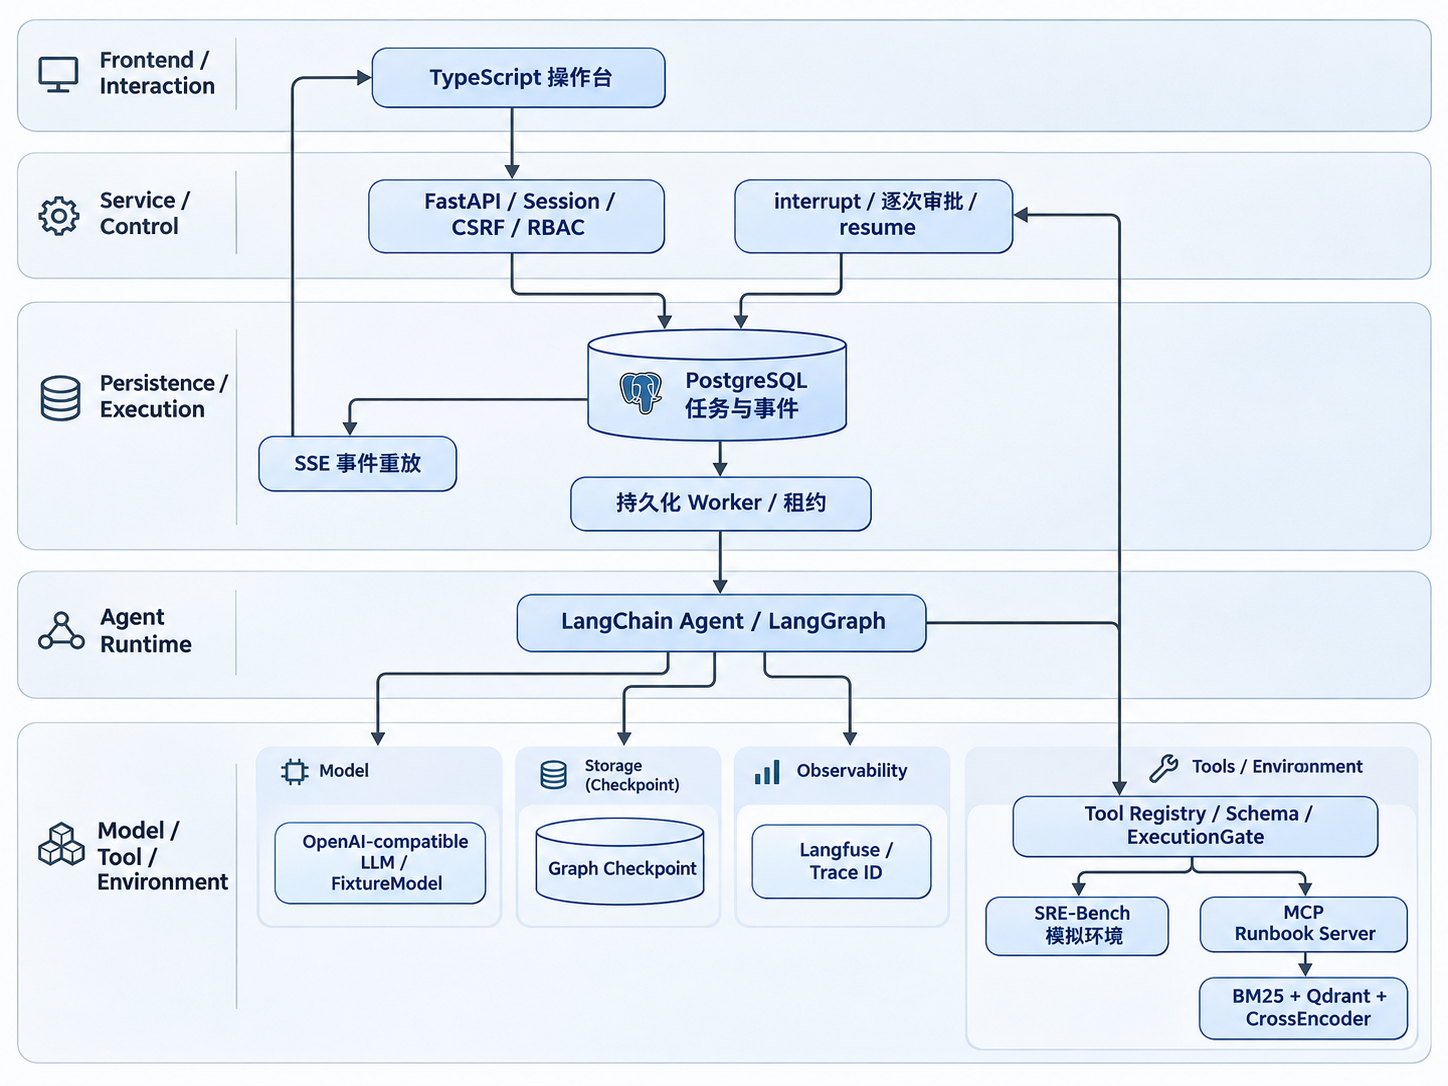 Frontend /
Interaction
TypeScript 操作台
Service /
Control
FastAPI / Session /
CSRF / RBAC
interrupt / 逐次审批 /
resume
Persistence /
Execution
PostgreSQL
任务与事件
SSE 事件重放
持久化 Worker / 租约
Agent
Runtime
LangChain Agent / LangGraph
Model /
Tool /
Environment
Model
OpenAI-compatible
LLM /
FixtureModel
Storage
(Checkpoint)
Graph Checkpoint
Observability
Langfuse /
Trace ID
Tools / Environment
Tool Registry / Schema /
ExecutionGate
SRE-Bench
模拟环境
MCP
Runbook Server
BM25 + Qdrant +
CrossEncoder